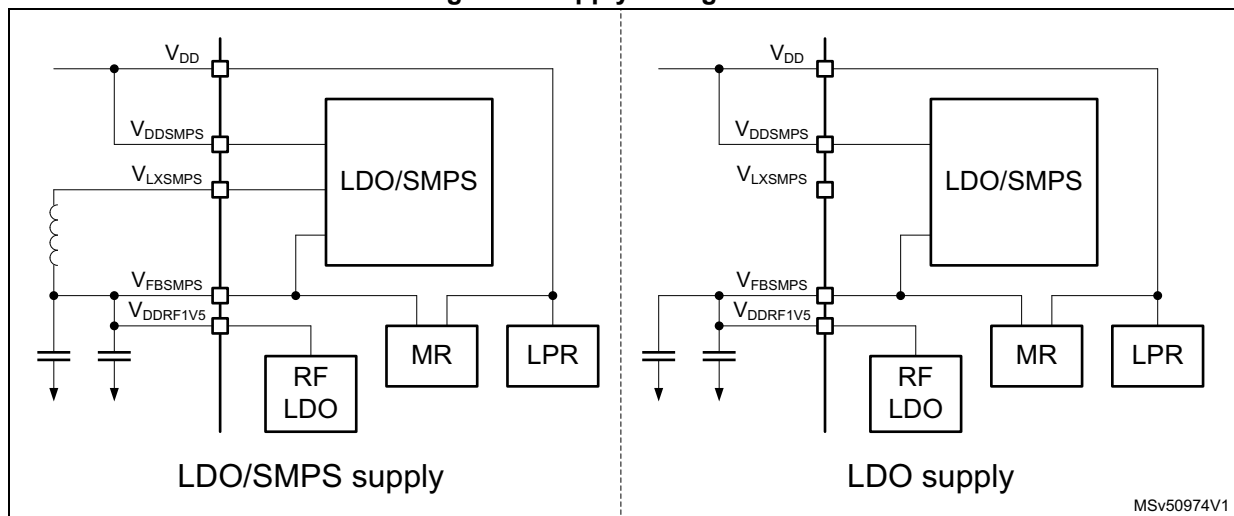 VDD
VDDSMPS
VLXSMPS
VFBSMPS
VDDRF1V5
LDO/SMPS
MR
LPR
RF
LDO
LDO/SMPS supply
VDD
VDDSMPS
VLXSMPS
VFBSMPS
VDDRF1V5
LDO/SMPS
MR
LPR
RF
LDO
LDO supply
MSv50974V1